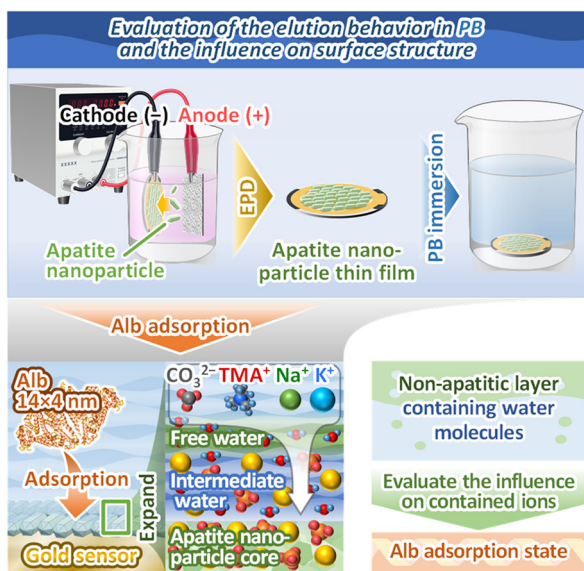 Evaluation of the elution behavior in PB
and the influence on surface structure
Cathode (−) Anode (+)
XXXXX
Apatite
nanoparticle
EPD
Apatite nano-
particle thin film
PB immersion
Alb adsorption
Alb
14×4 nm
Adsorption
Expand
Gold sensor
CO₃²⁻ TMA⁺ Na⁺ K⁺
Free water
Intermediate
water
Apatite nano-
particle core
Non-apatitic layer
containing water
molecules
Evaluate the influence
on contained ions
Alb adsorption state